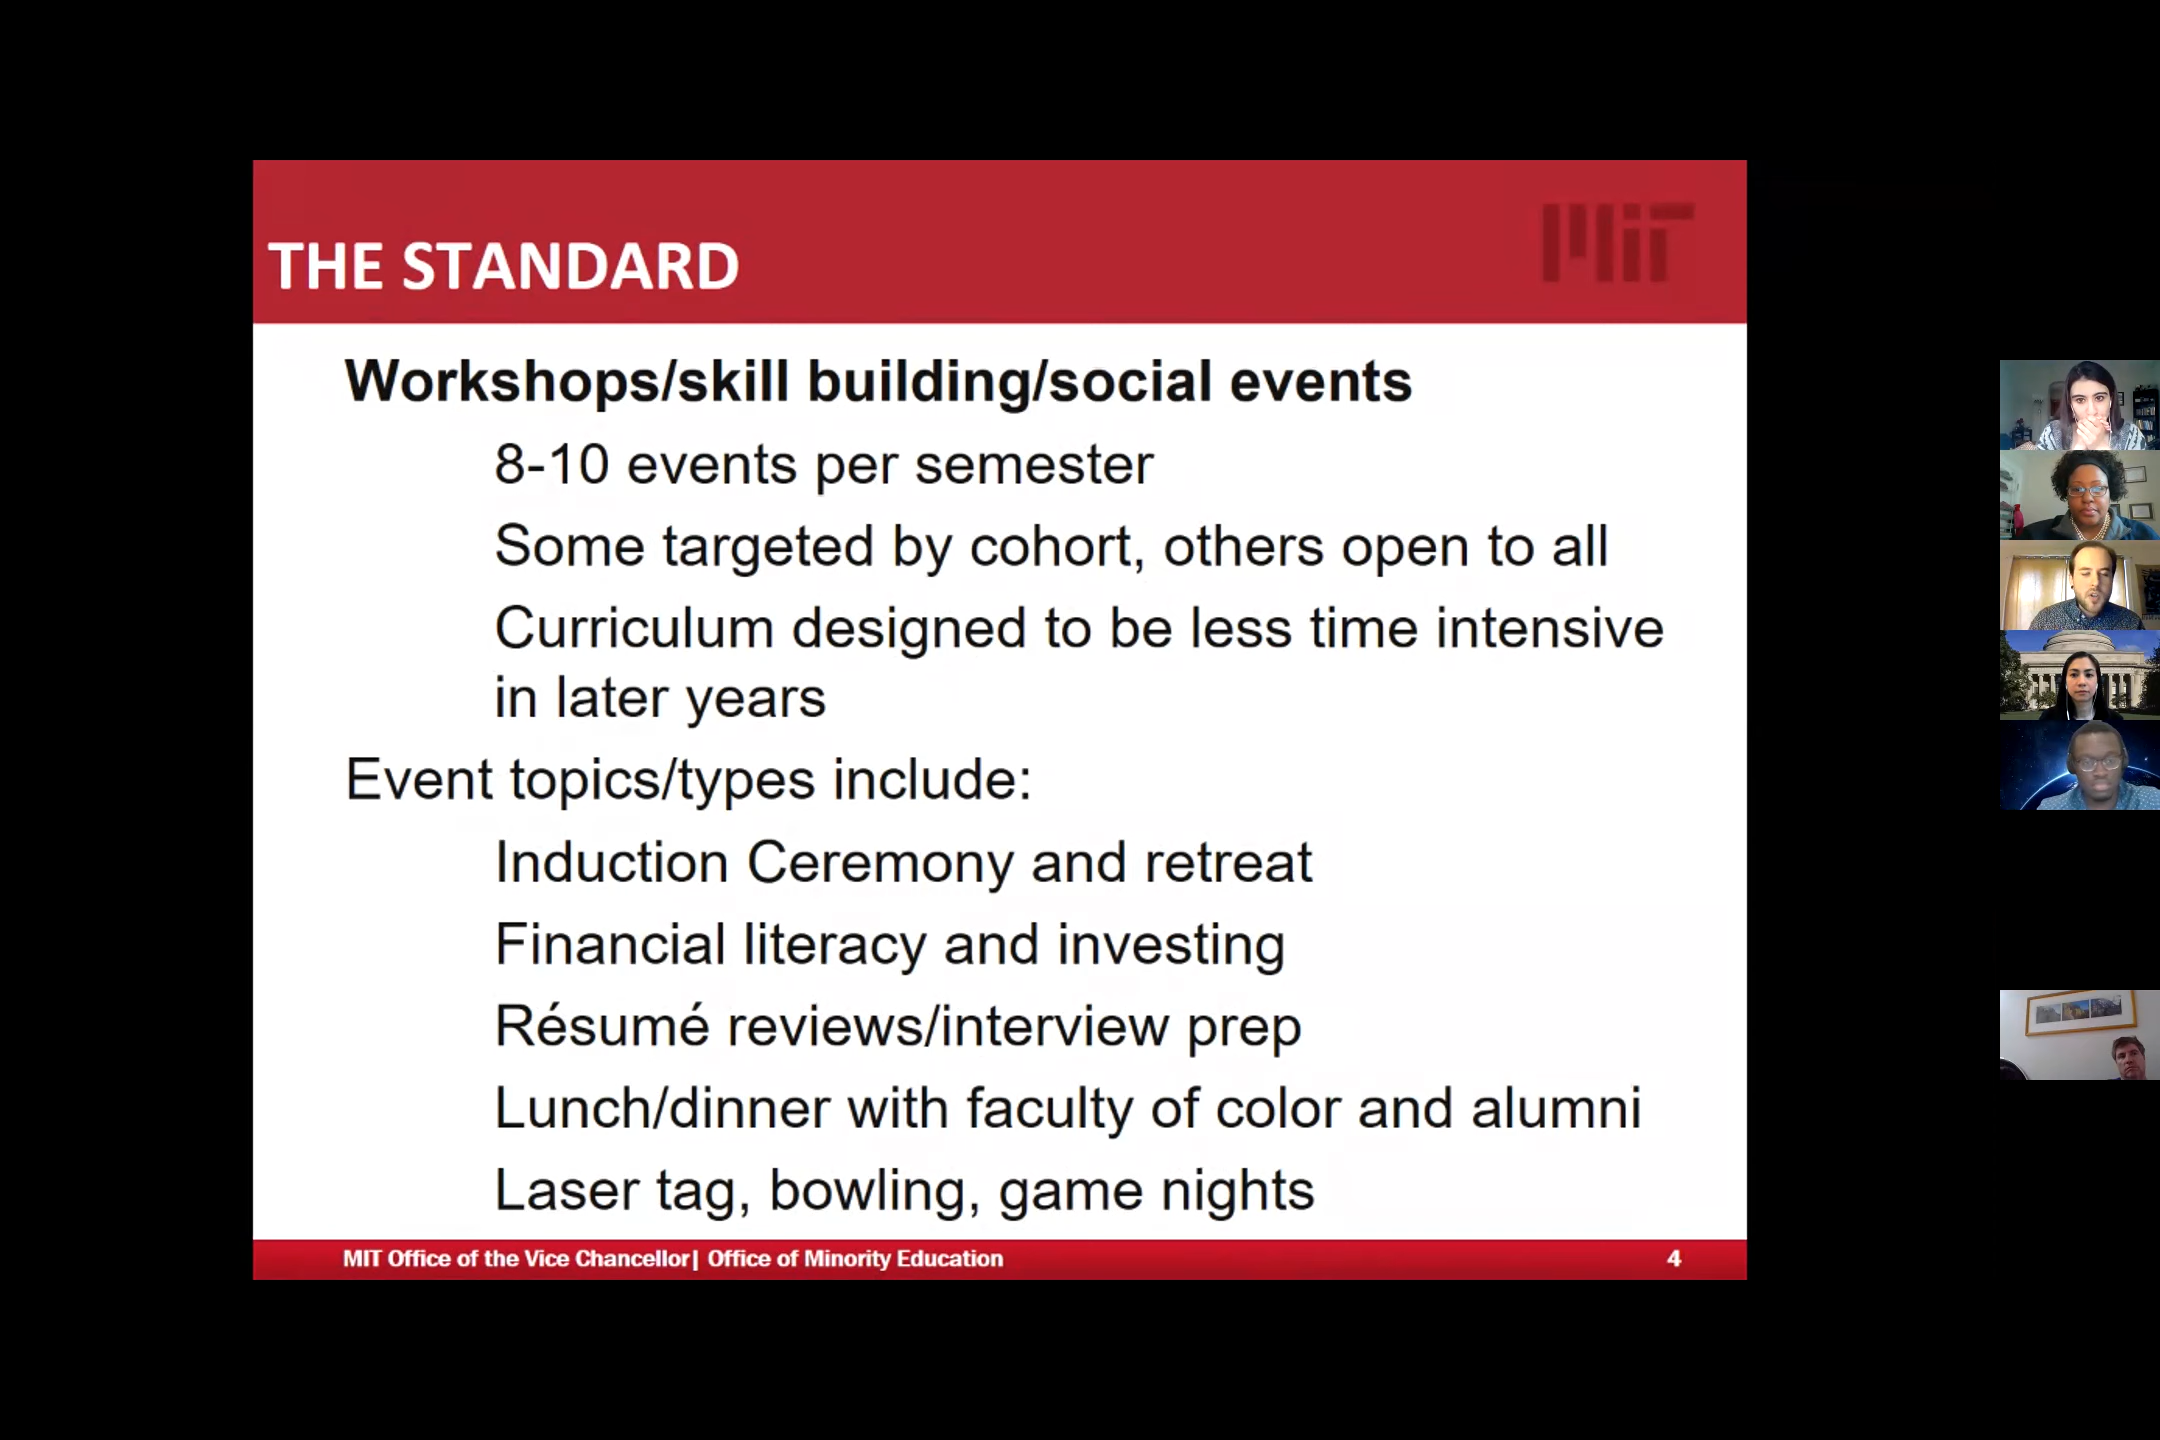 MIT
THE STANDARD
Workshops/skill building/social events
8-10 events per semester
Some targeted by cohort, others open to all
Curriculum designed to be less time intensive
in later years
Event topics/types include:
Induction Ceremony and retreat
Financial literacy and investing
Résumé reviews/interview prep
Lunch/dinner with faculty of color and alumni
Laser tag, bowling, game nights
MIT Office of the Vice Chancellor| Office of Minority Education
4